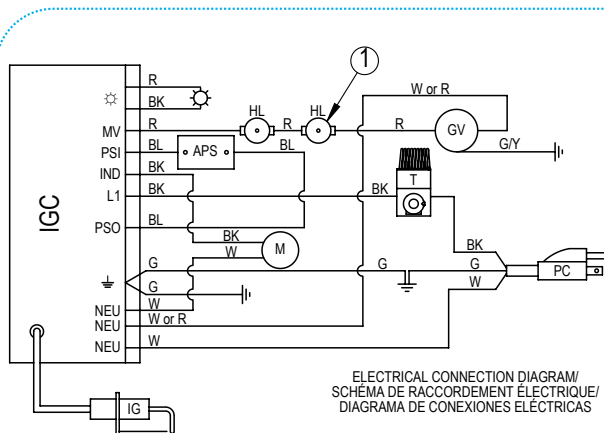 1
R
BK
HL
HL
W or R
MV
R
R
R
GV
PSI
BL
APS
BL
G/Y
IND
BK
L1
BK
BK
T
IGC
PSO
BL
BK
M
W
BK
G
G
G
PC
G
W
NEU
W
NEU
W or R
NEU
W
IG
ELECTRICAL CONNECTION DIAGRAM/
SCHÉMA DE RACCORDEMENT ÉLECTRIQUE/
DIAGRAMA DE CONEXIONES ELÉCTRICAS